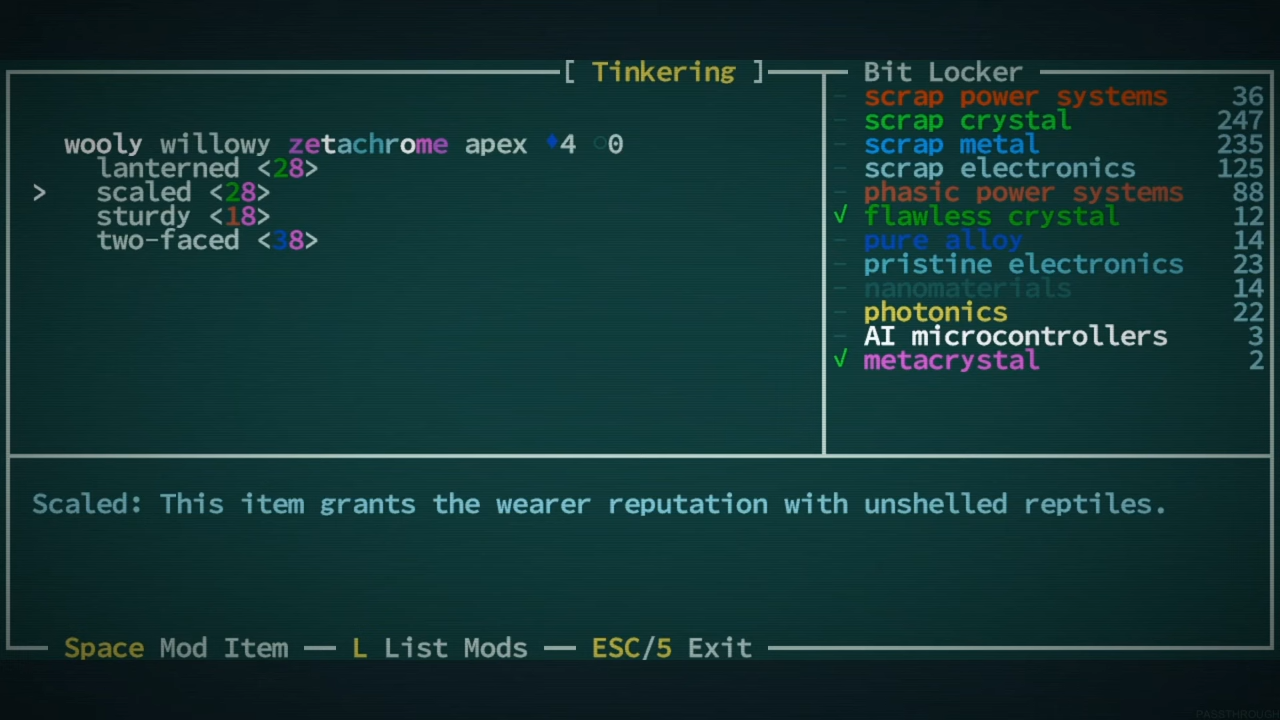 [ Tinkering ]
Bit Locker
wooly willowy zetachrome apex ♦4 ○0
lanterned <28>
> scaled <28>
sturdy <18>
two-faced <38>
- scrap power systems 36
- scrap crystal 247
- scrap metal 235
- scrap electronics 125
- phasic power systems 88
√ flawless crystal 12
- pure alloy 14
- pristine electronics 23
- nanomaterials 14
- photonics 22
- AI microcontrollers 3
√ metacrystal 2
Scaled: This item grants the wearer reputation with unshelled reptiles.
Space Mod Item — L List Mods — ESC/5 Exit